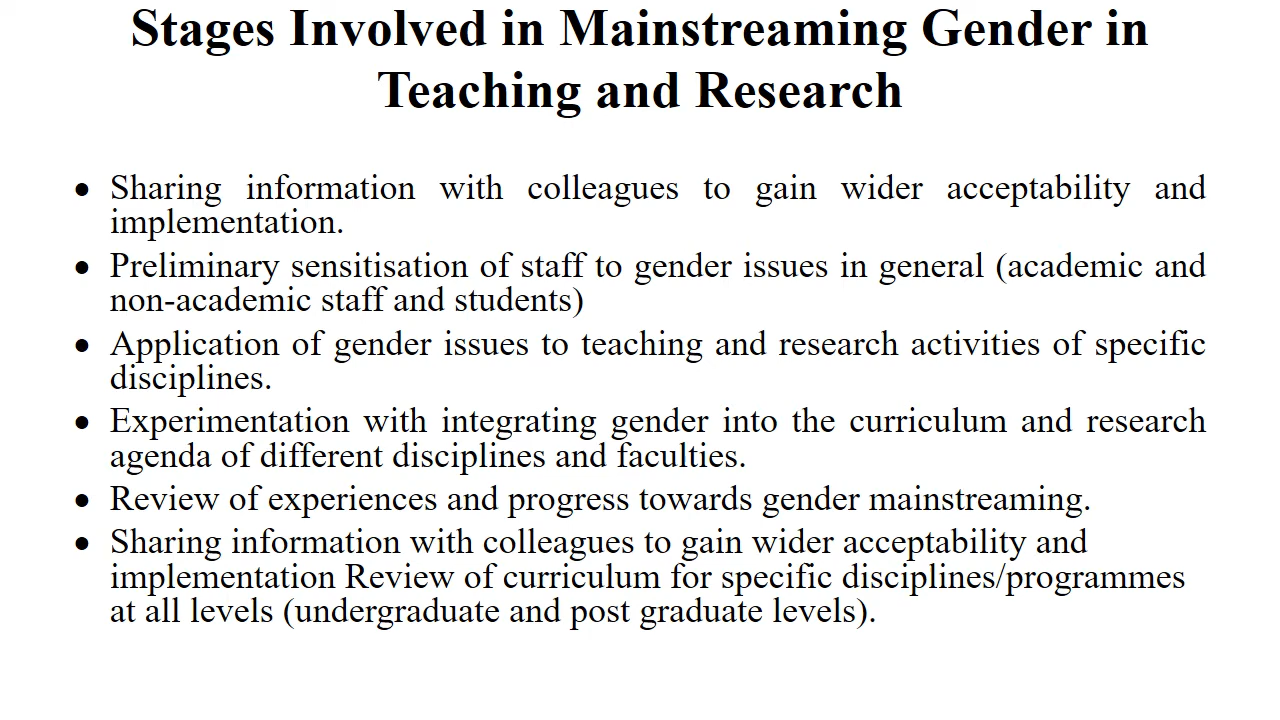 Stages Involved in Mainstreaming Gender in
Teaching and Research
• Sharing information with colleagues to gain wider acceptability and
implementation.
• Preliminary sensitisation of staff to gender issues in general (academic and
non-academic staff and students)
• Application of gender issues to teaching and research activities of specific
disciplines.
• Experimentation with integrating gender into the curriculum and research
agenda of different disciplines and faculties.
• Review of experiences and progress towards gender mainstreaming.
• Sharing information with colleagues to gain wider acceptability and
implementation Review of curriculum for specific disciplines/programmes
at all levels (undergraduate and post graduate levels).